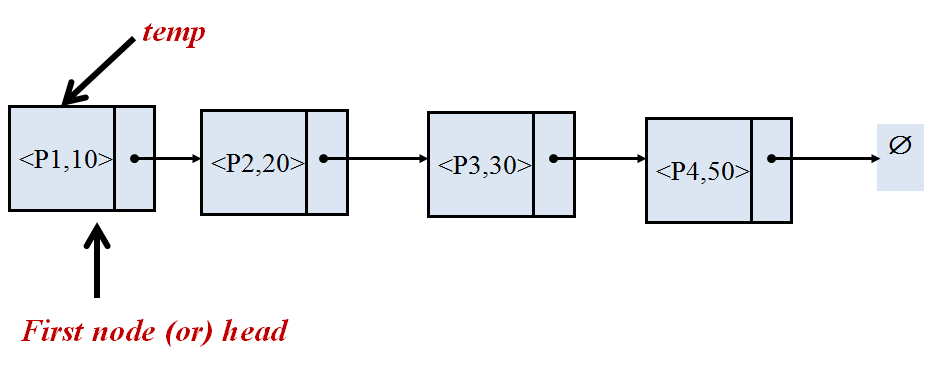 temp
<P1,10>
<P2,20>
<P3,30>
<P4,50>
∅
First node (or) head